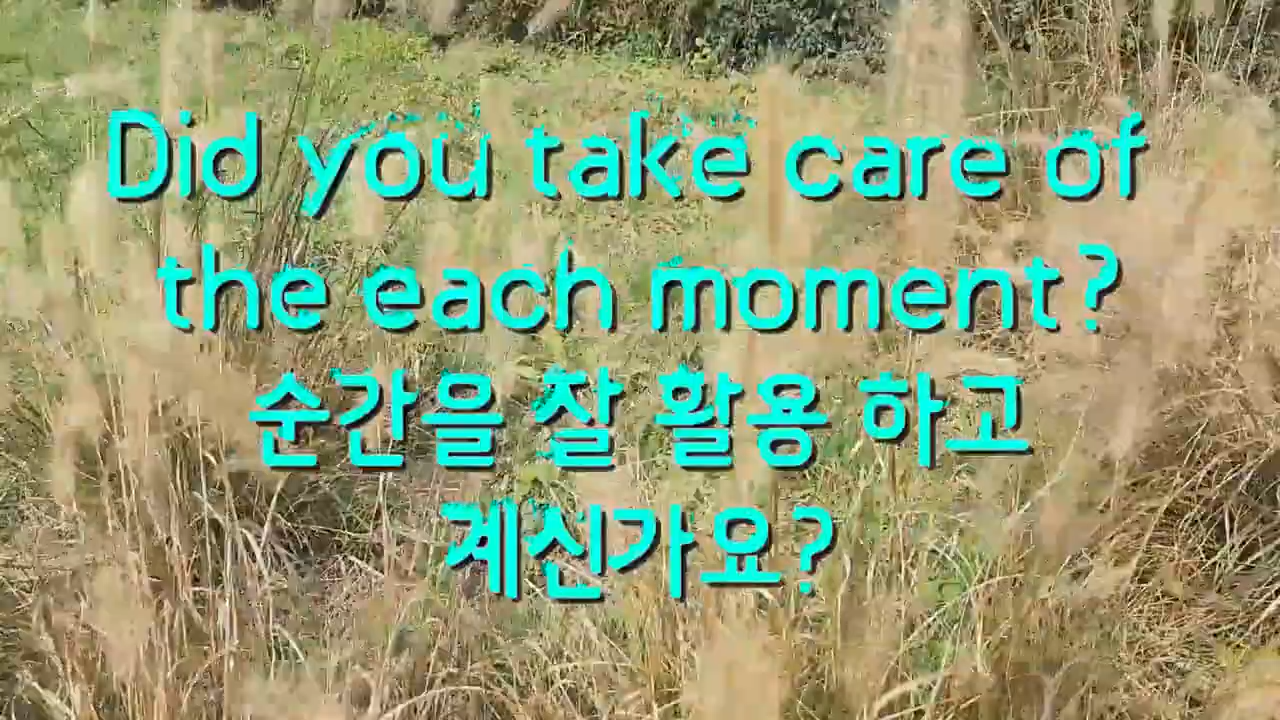 Did you take care of
the each moment?
순간을 잘 활용 하고
계신가요?